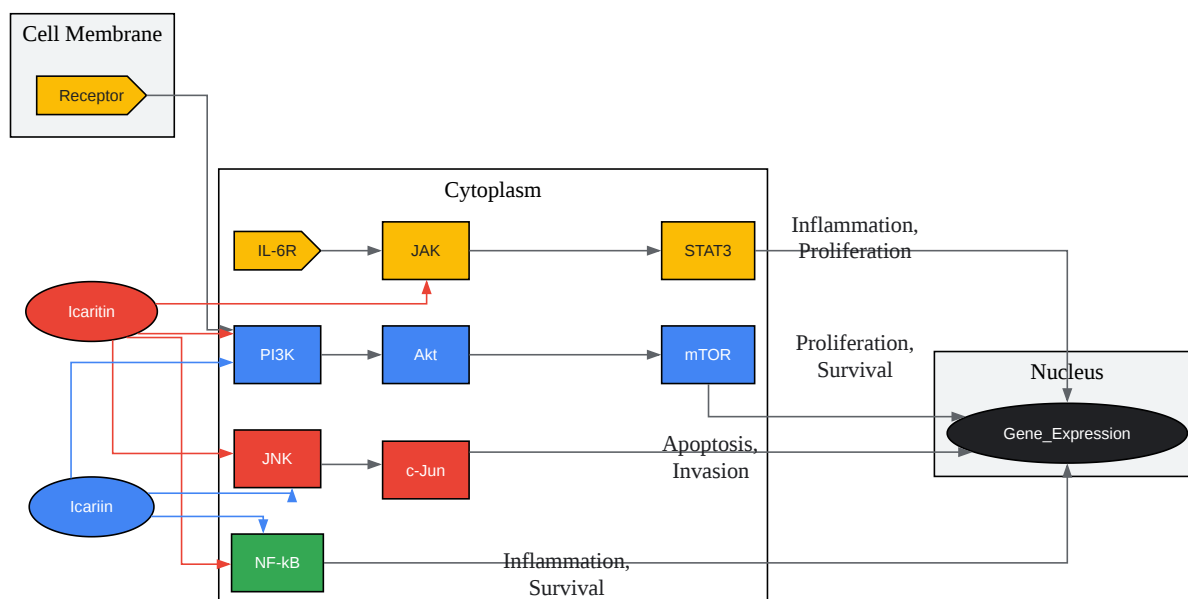 Cell Membrane
Receptor
Cytoplasm
IL-6R
JAK
STAT3
Inflammation,
Proliferation
Icaritin
PI3K
Akt
mTOR
Proliferation,
Survival
Nucleus
Gene_Expression
JNK
c-Jun
Apoptosis,
Invasion
Icariin
NF-kB
Inflammation,
Survival